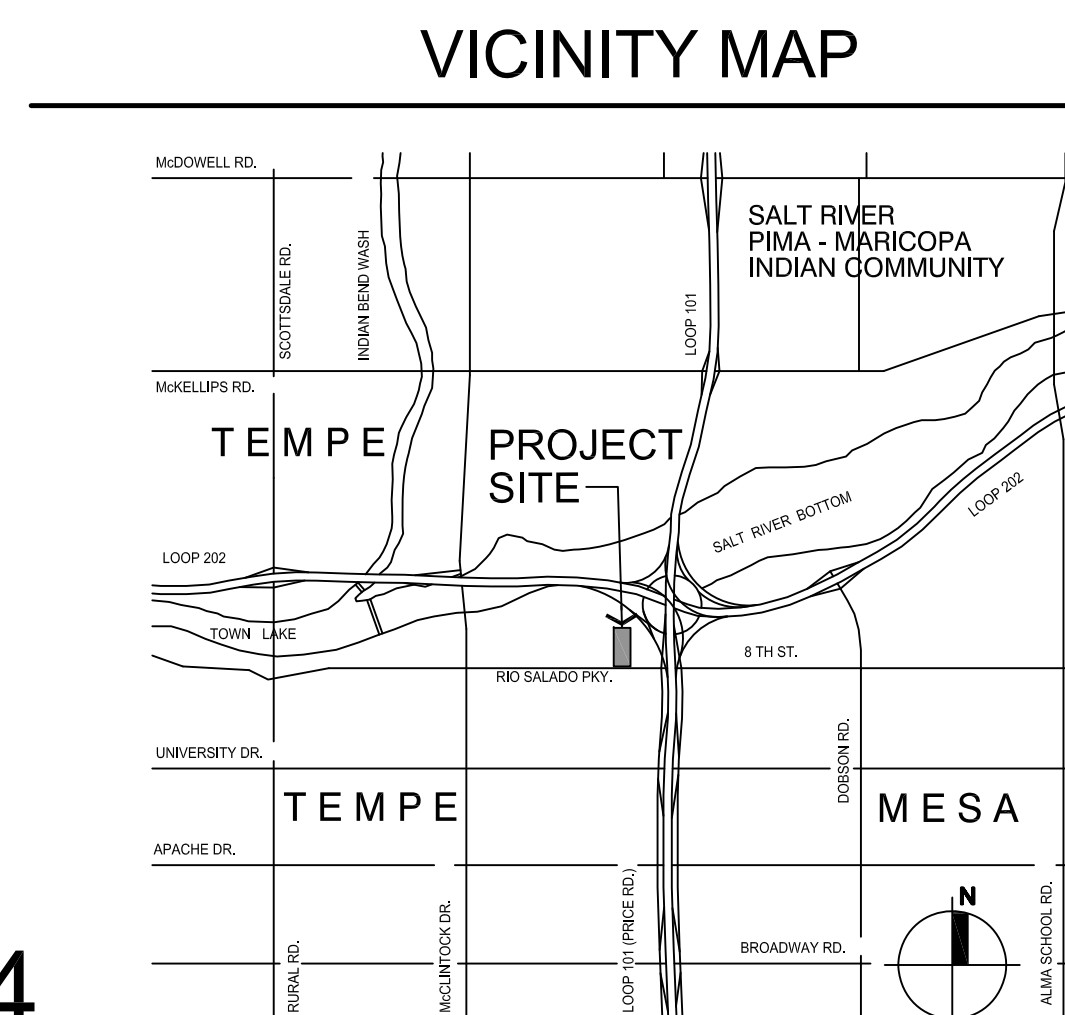 VICINITY MAP
McDOWELL RD.
SALT RIVER
PIMA - MARICOPA
INDIAN COMMUNITY
SCOTTSDALE RD.
INDIAN BEND WASH
LOOP 101
McKELLIPS RD.
TEMPE
PROJECT
SITE
LOOP 202
SALT RIVER BOTTOM
LOOP 202
TOWN LAKE
8 TH ST.
RIO SALADO PKY.
UNIVERSITY DR.
DOBSON RD.
TEMPE
MESA
APACHE DR.
N
RURAL RD.
McCLINTOCK DR.
LOOP 101 (PRICE RD.)
BROADWAY RD.
ALMA SCHOOL RD.
4